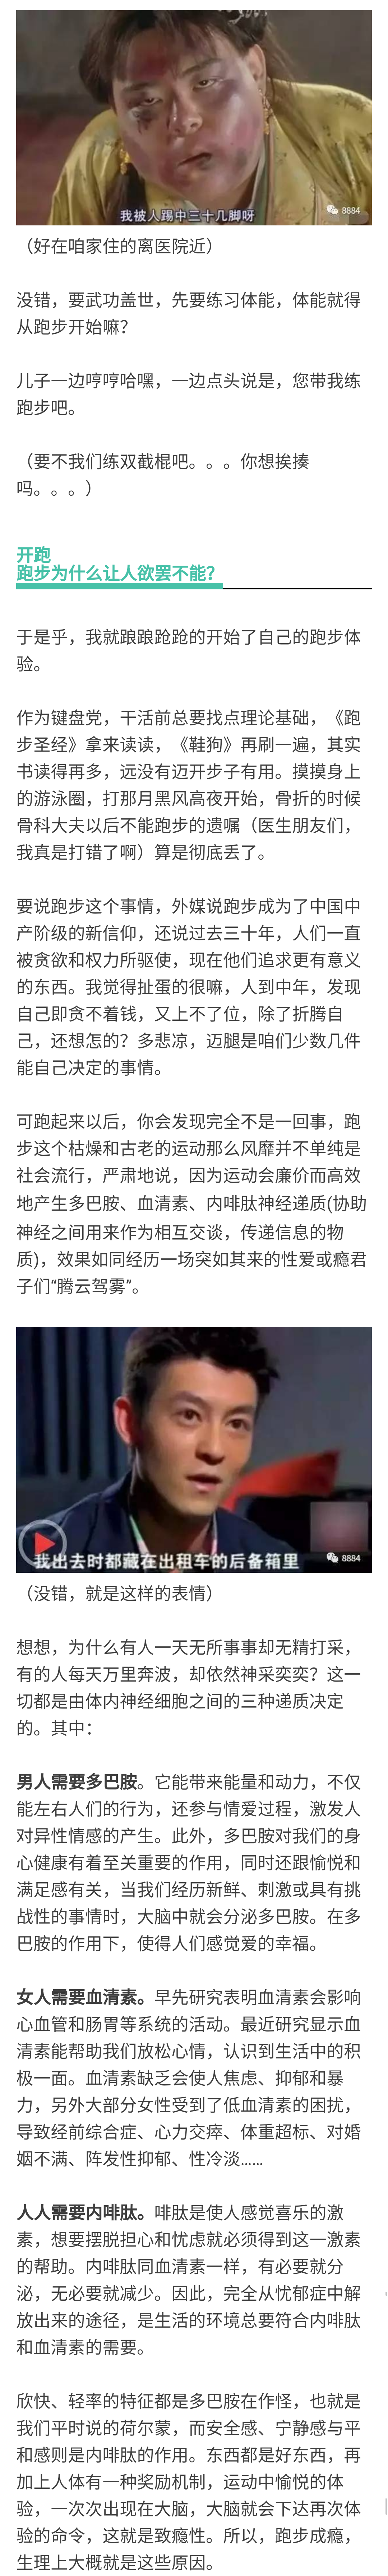 我被人踢中三十几脚呀
8884
（好在咱家住的离医院近）
没错，要武功盖世，先要练习体能，体能就得
从跑步开始嘛？
儿子一边哼哼哈嘿，一边点头说是，您带我练
跑步吧。
（要不我们练双截棍吧。。。你想挨揍
吗。。。）
开跑
跑步为什么让人欲罢不能？
于是乎，我就踉踉跄跄的开始了自己的跑步体
验。
作为键盘党，干活前总要找点理论基础，《跑
步圣经》拿来读读，《鞋狗》再刷一遍，其实
书读得再多，远没有迈开步子有用。摸摸身上
的游泳圈，打那月黑风高夜开始，骨折的时候
骨科大夫以后不能跑步的遗嘱（医生朋友们，
我真是打错了啊）算是彻底丢了。
要说跑步这个事情，外媒说跑步成为了中国中
产阶级的新信仰，还说过去三十年，人们一直
被贪欲和权力所驱使，现在他们追求更有意义
的东西。我觉得扯蛋的很嘛，人到中年，发现
自己即贪不着钱，又上不了位，除了折腾自
己，还想怎的？多悲凉，迈腿是咱们少数几件
能自己决定的事情。
可跑起来以后，你会发现完全不是一回事，跑
步这个枯燥和古老的运动那么风靡并不单纯是
社会流行，严肃地说，因为运动会廉价而高效
地产生多巴胺、血清素、内啡肽神经递质(协助
神经之间用来作为相互交谈，传递信息的物
质)，效果如同经历一场突如其来的性爱或瘾君
子们“腾云驾雾”。
我出去时都藏在出租车的后备箱里
8884
（没错，就是这样的表情）
想想，为什么有人一天无所事事却无精打采，
有的人每天万里奔波，却依然神采奕奕？这一
切都是由体内神经细胞之间的三种递质决定
的。其中：
男人需要多巴胺。它能带来能量和动力，不仅
能左右人们的行为，还参与情爱过程，激发人
对异性情感的产生。此外，多巴胺对我们的身
心健康有着至关重要的作用，同时还跟愉悦和
满足感有关，当我们经历新鲜、刺激或具有挑
战性的事情时，大脑中就会分泌多巴胺。在多
巴胺的作用下，使得人们感觉爱的幸福。
女人需要血清素。早先研究表明血清素会影响
心血管和肠胃等系统的活动。最近研究显示血
清素能帮助我们放松心情，认识到生活中的积
极一面。血清素缺乏会使人焦虑、抑郁和暴
力，另外大部分女性受到了低血清素的困扰，
导致经前综合症、心力交瘁、体重超标、对婚
姻不满、阵发性抑郁、性冷淡……
人人需要内啡肽。啡肽是使人感觉喜乐的激
素，想要摆脱担心和忧虑就必须得到这一激素
的帮助。内啡肽同血清素一样，有必要就分
泌，无必要就减少。因此，完全从忧郁症中解
放出来的途径，是生活的环境总要符合内啡肽
和血清素的需要。
欣快、轻率的特征都是多巴胺在作怪，也就是
我们平时说的荷尔蒙，而安全感、宁静感与平
和感则是内啡肽的作用。东西都是好东西，再
加上人体有一种奖励机制，运动中愉悦的体
验，一次次出现在大脑，大脑就会下达再次体
验的命令，这就是致瘾性。所以，跑步成瘾，
生理上大概就是这些原因。